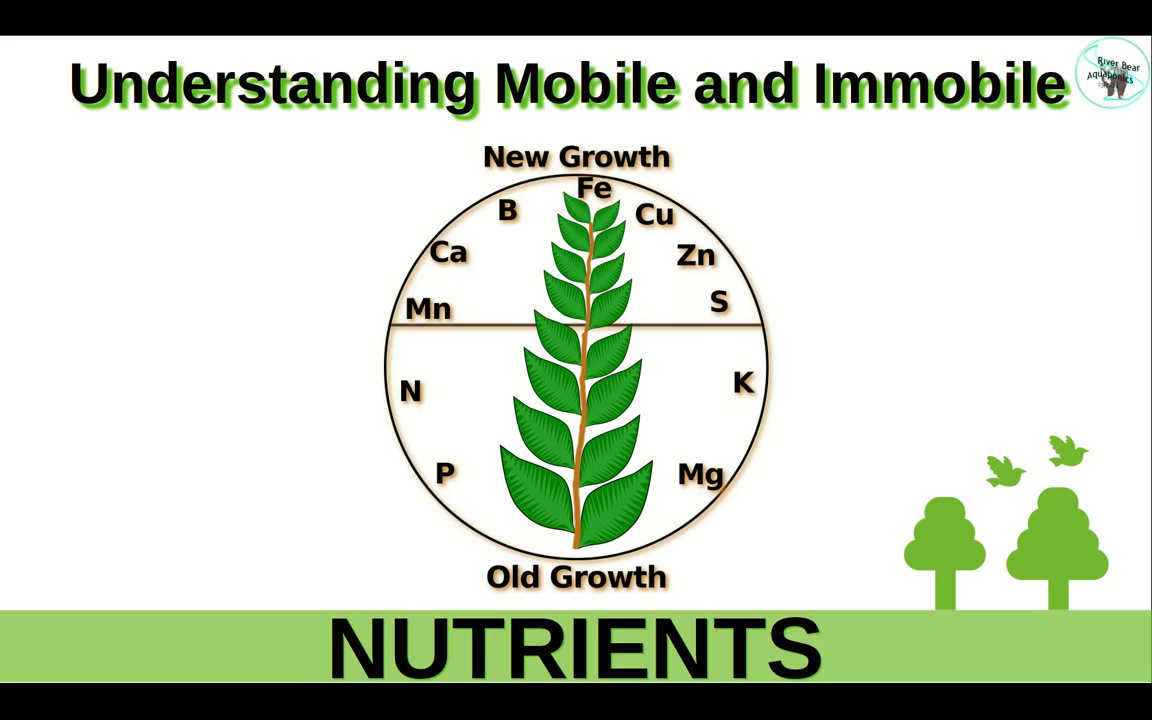 Understanding Mobile and Immobile
River Bear
Aquaponics
New Growth
Fe
B
Cu
Ca
Zn
Mn
S
N
K
P
Mg
Old Growth
NUTRIENTS